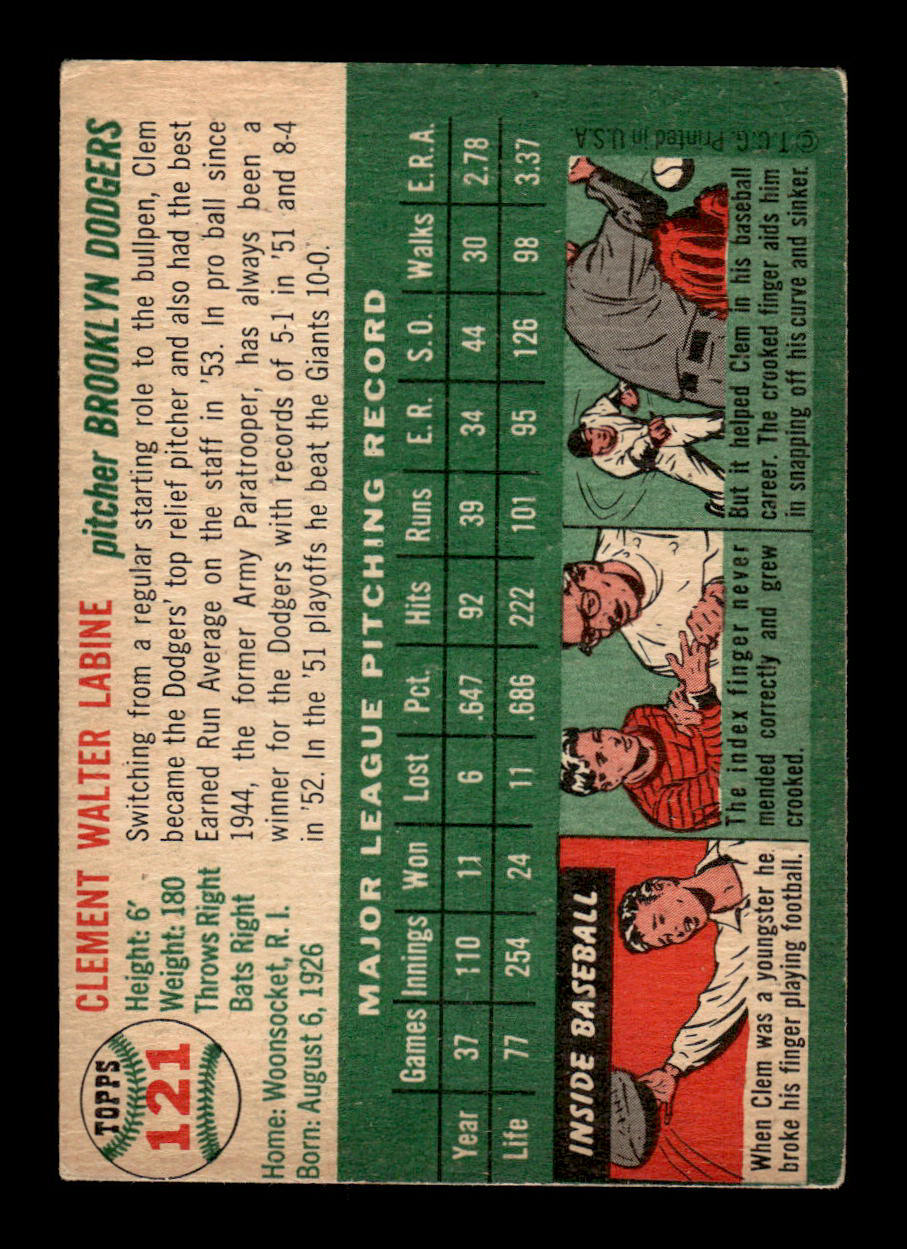 TOPPS
121
CLEMENT WALTER LABINE pitcher BROOKLYN DODGERS
Height: 6'
Weight: 180
Throws Right
Bats Right
Home: Woonsocket, R. I.
Born: August 6, 1926
Switching from a regular starting role to the bullpen, Clem
became the Dodgers' top relief pitcher and also had the best
Earned Run Average on the staff in '53. In pro ball since
1944, the former Army Paratrooper, has always been a
winner for the Dodgers with records of 5-1 in '51 and 8-4
in '52. In the '51 playoffs he beat the Giants 10-0.
MAJOR LEAGUE PITCHING RECORD
Games Innings Won Lost Pct. Hits Runs E.R. S.O. Walks E.R.A.
Year 37 110 11 6 .647 92 39 34 44 30 2.78
Life 77 254 24 11 .686 222 101 95 126 98 3.37
INSIDE BASEBALL
When Clem was a youngster he
broke his finger playing football.
The index finger never
mended correctly and grew
crooked.
But it helped Clem in his baseball
career. The crooked finger aids him
in snapping off his curve and sinker.
© T.C.G. Printed in U.S.A.